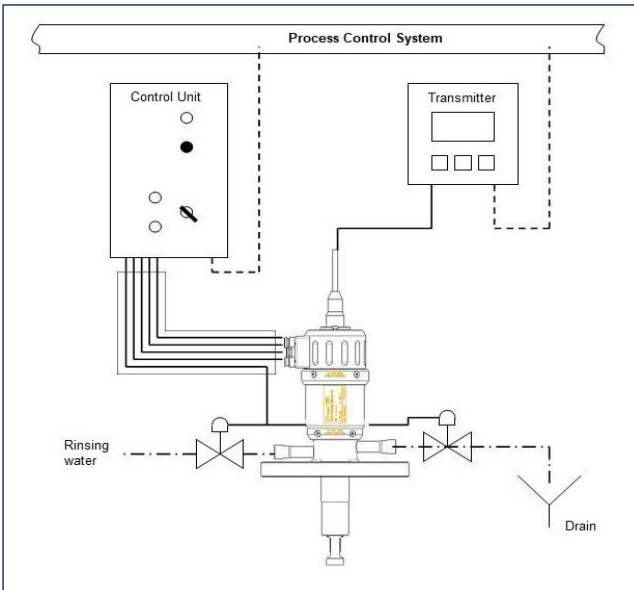 Process Control System
Control Unit
Transmitter
Rinsing
water
Drain